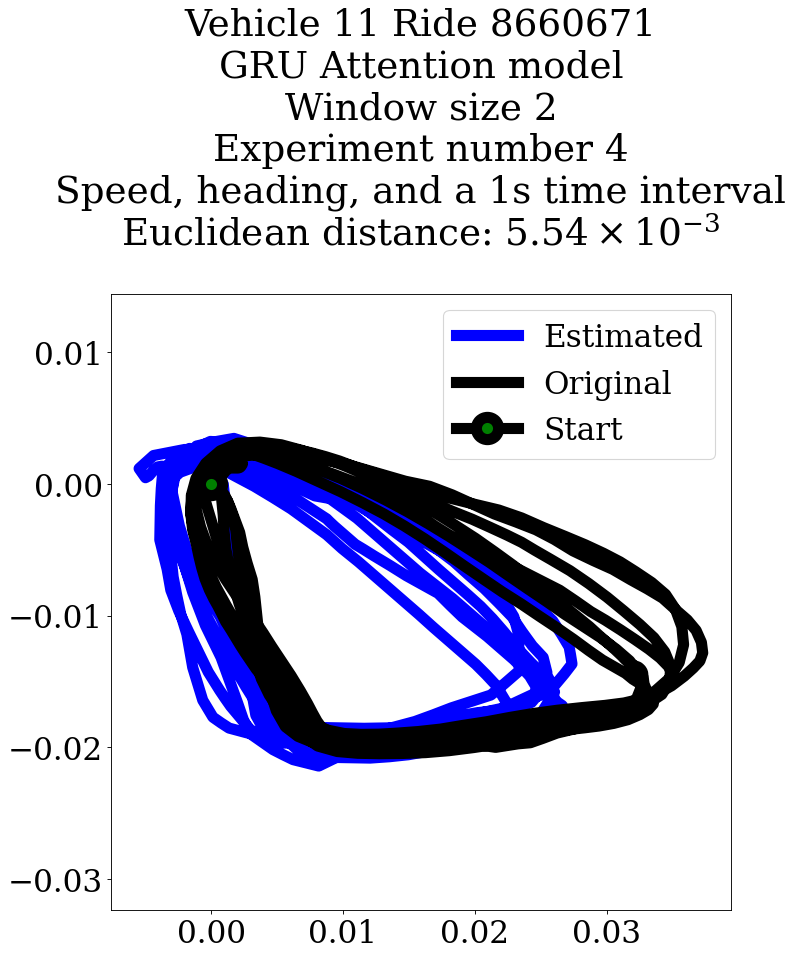 Vehicle 11 Ride 8660671
GRU Attention model
Window size 2
Experiment number 4
Speed, heading, and a 1s time interval
Euclidean distance: 5.54 × 10⁻³
Estimated
Original
Start
0.01
0.00
−0.01
−0.02
−0.03
0.00 0.01 0.02 0.03